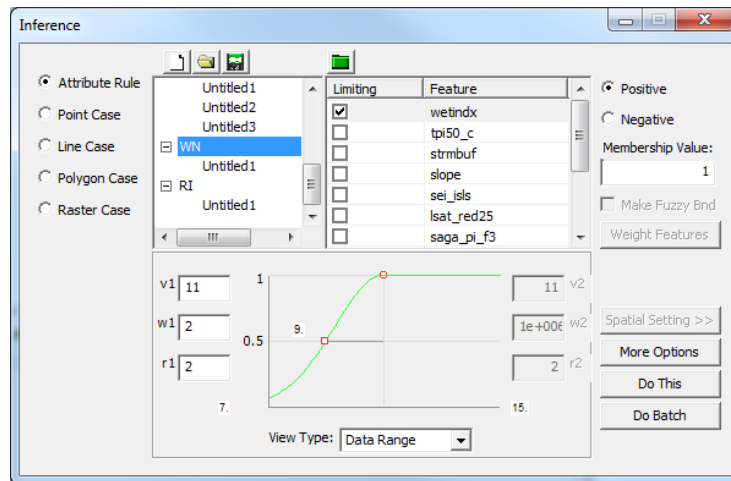 Inference
Attribute Rule
Point Case
Line Case
Polygon Case
Raster Case
Untitled1
Untitled2
Untitled3
WN
Untitled1
RI
Untitled1
Limiting Feature
wetindx
tpi50_c
strmbuf
slope
sei_isls
lsat_red25
saga_pi_f3
Positive
Negative
Membership Value:
1
Make Fuzzy Bnd
Weight Features
v1 11
w1 2
r1 2
1
0.5
9.
7.
15.
11 v2
1e+006 w2
2 r2
View Type: Data Range
Spatial Setting >>
More Options
Do This
Do Batch